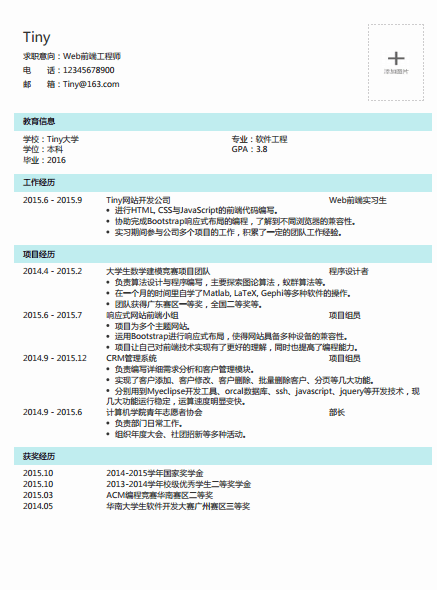 Tiny
求职意向：Web前端工程师
电　　话：12345678900
邮　　箱：Tiny@163.com
添加图片
教育信息
学校：Tiny大学 专业：软件工程
学位：本科 GPA：3.8
毕业：2016
工作经历
2015.6 - 2015.9 Tiny网站开发公司 Web前端实习生
• 进行HTML, CSS与JavaScript的前端代码编写。
• 协助完成Bootstrap响应式布局的编程，了解到不同浏览器的兼容性。
• 实习期间参与公司多个项目的工作，积累了一定的团队工作经验。
项目经历
2014.4 - 2015.2 大学生数学建模竞赛项目团队 程序设计者
• 负责算法设计与程序编写，主要探索图论算法，蚁群算法等。
• 在一个月的时间里自学了Matlab, LaTeX, Gephi等多种软件的操作。
• 团队获得广东赛区一等奖，全国二等奖等。
2015.6 - 2015.7 响应式网站前端小组 项目组员
• 项目为多个主题网站。
• 运用Bootstrap进行响应式布局，使得网站具备多种设备的兼容性。
• 项目让自己对前端技术实现有了更好的理解，同时也提高了编程能力。
2014.9 - 2015.12 CRM管理系统 项目组员
• 负责编写详细需求分析和客户管理模块。
• 实现了客户添加、客户修改、客户删除、批量删除客户、分页等几大功能。
• 分别用到Myeclipse开发工具、orcal数据库、ssh、javascript、jquery等开发技术，现
几大功能运行稳定，运算速度明显变快。
2014.9 - 2015.6 计算机学院青年志愿者协会 部长
• 负责部门日常工作。
• 组织年度大会、社团招新等多种活动。
获奖经历
2015.10 2014-2015学年国家奖学金
2015.10 2013-2014学年校级优秀学生二等奖学金
2015.03 ACM编程竞赛华南赛区二等奖
2014.05 华南大学生软件开发大赛广州赛区三等奖